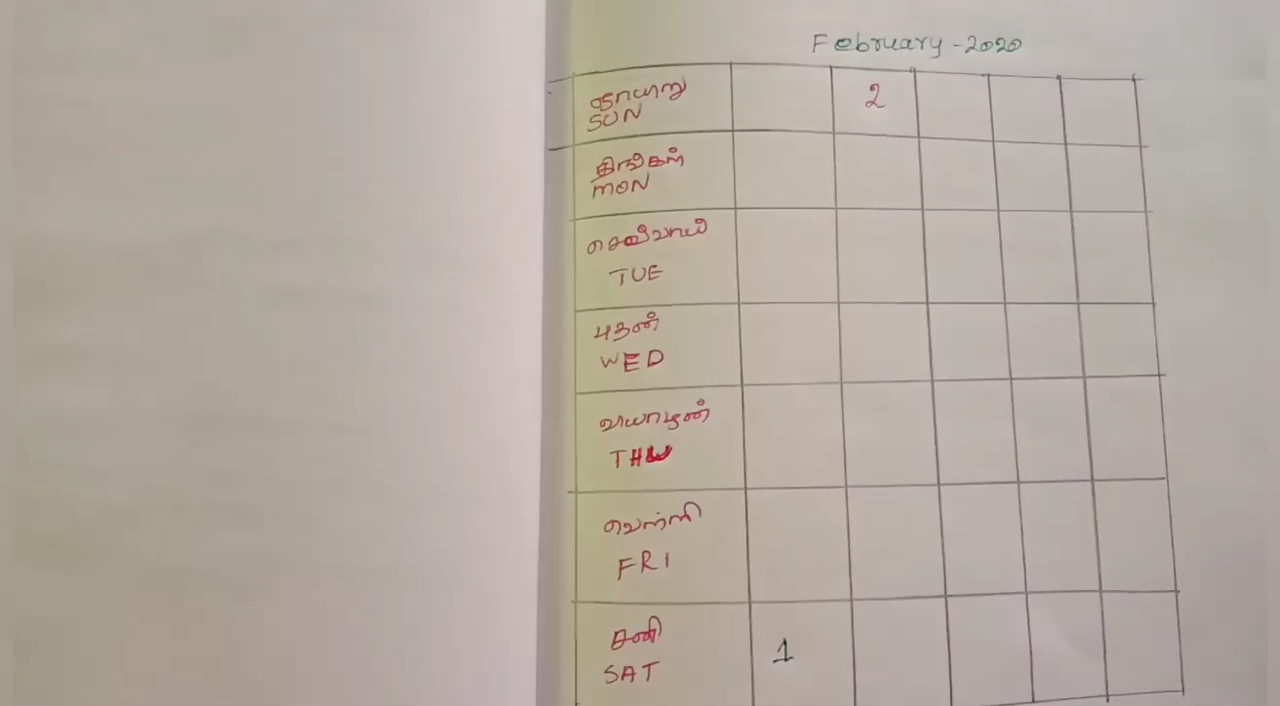 February - 2020
ஞாயாறு
SUN
2
திங்கள்
MON
செவ்வாய்
TUE
புதன்
WED
வியாழன்
THU
வெள்ளி
FRI
சனி
SAT
1